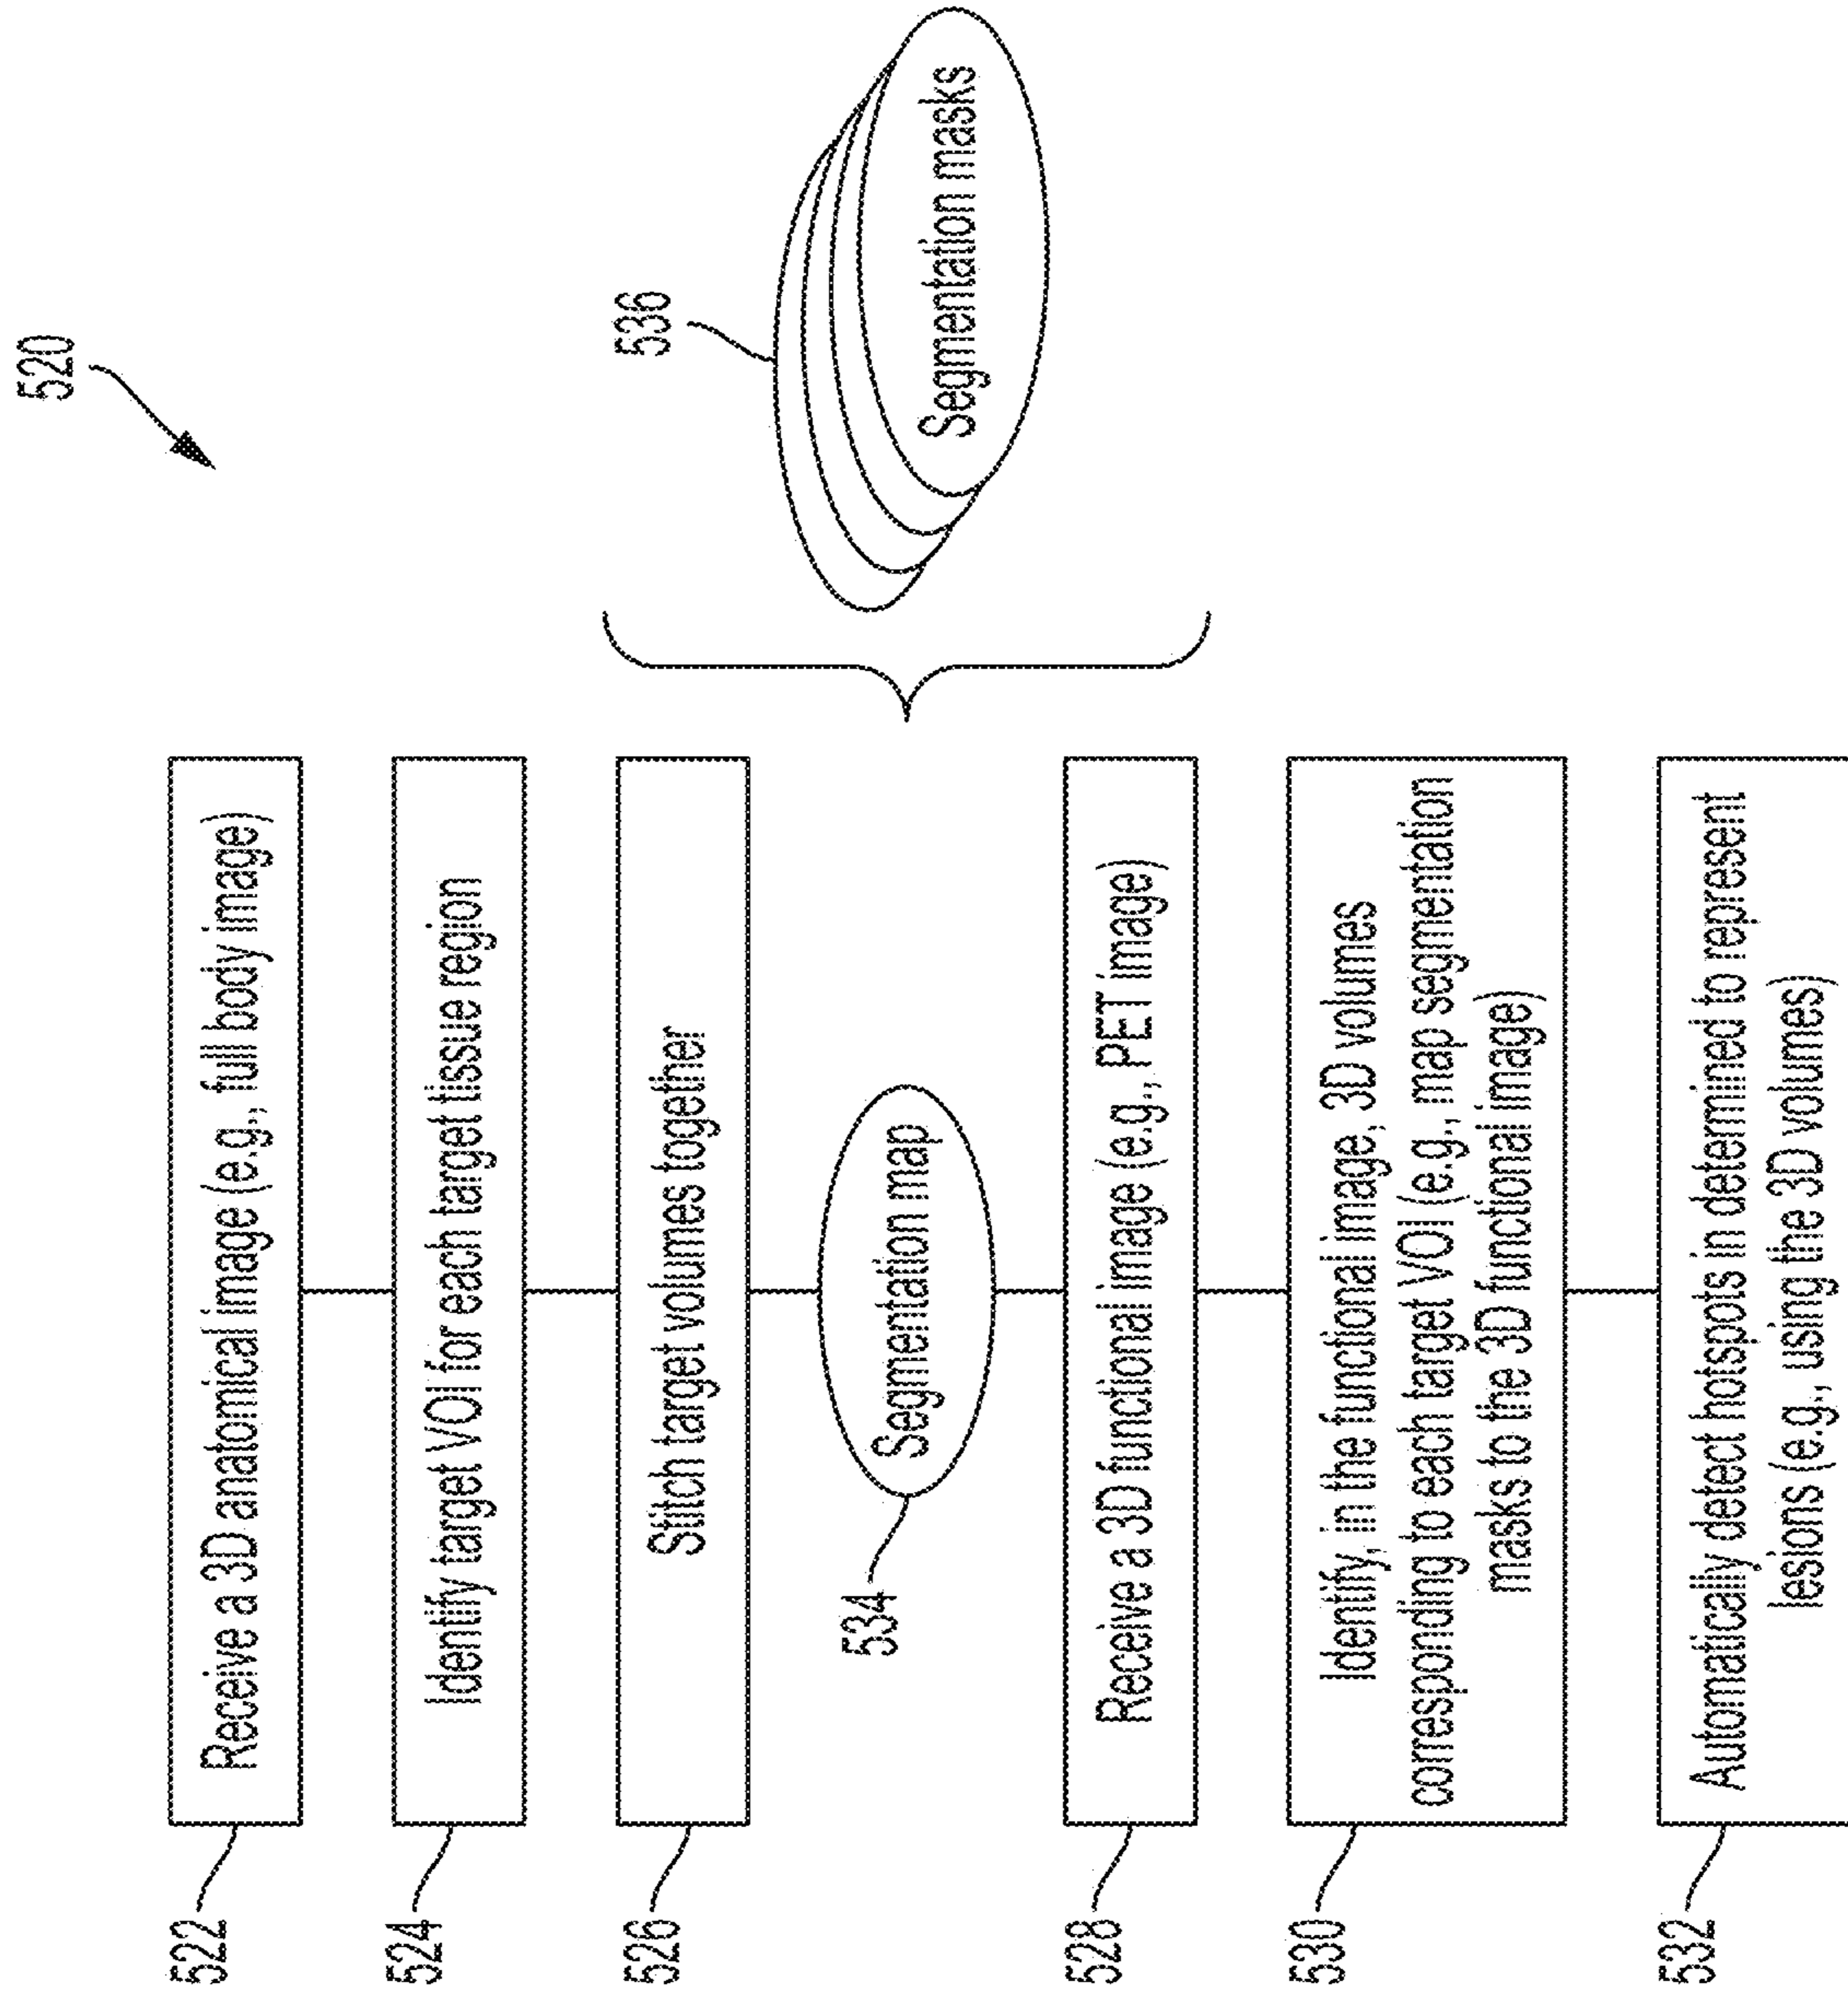 520
522
Receive a 3D anatomical image (e.g., full body image)
524
Identify target VOI for each target tissue region
526
Stitch target volumes together
534
Segmentation map
536
Segmentation masks
528
Receive a 3D functional image (e.g., PET image)
530
Identify, in the functional image, 3D volumes
corresponding to each target VOI (e.g., map segmentation
masks to the 3D functional image)
532
Automatically detect hotspots in determined to represent
lesions (e.g., using the 3D volumes)